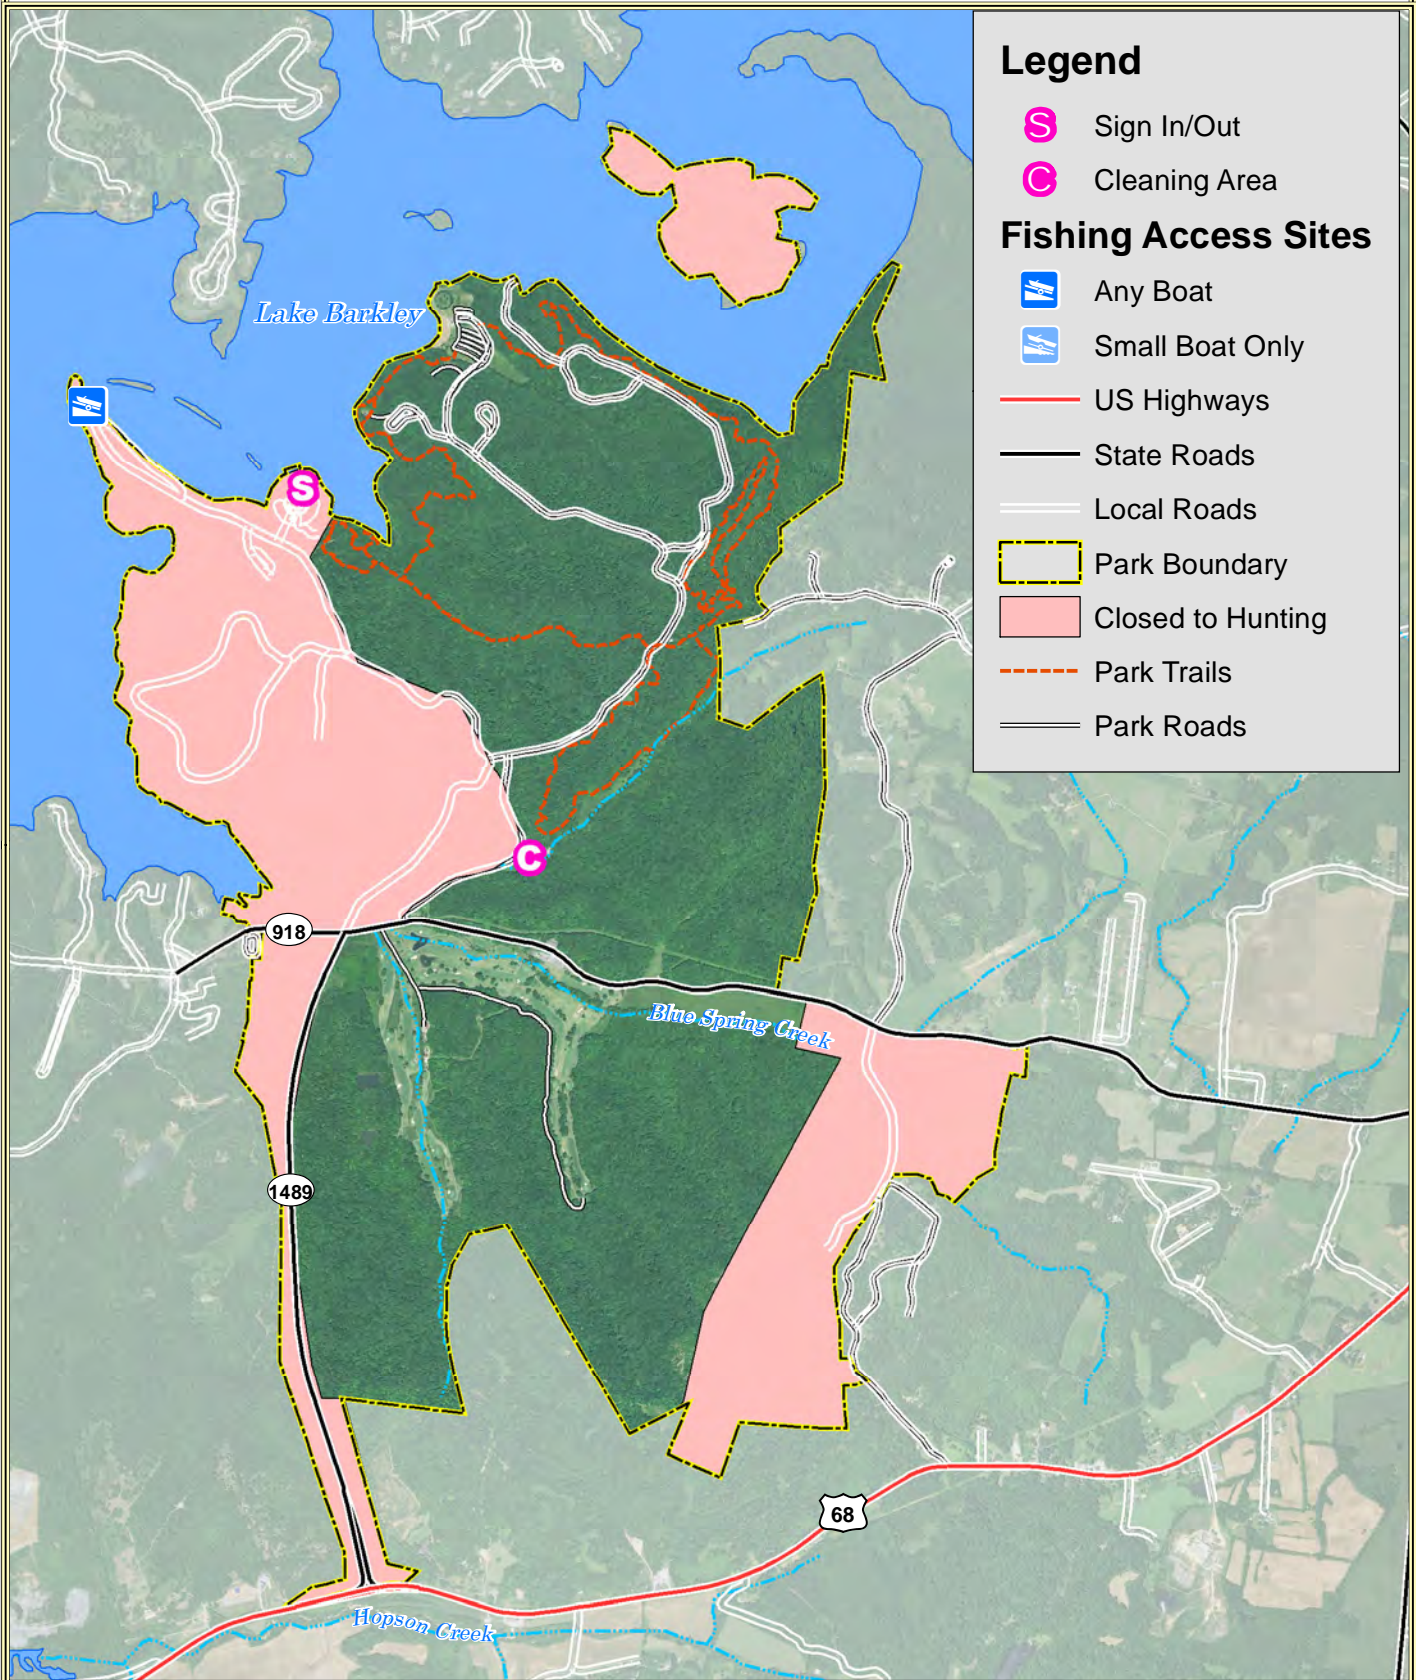 Legend
S Sign In/Out
C Cleaning Area
Fishing Access Sites
Any Boat
Small Boat Only
US Highways
State Roads
Local Roads
Park Boundary
Closed to Hunting
Park Trails
Park Roads
Lake Barkley
S
C
918
Blue Spring Creek
1489
68
Hopson Creek